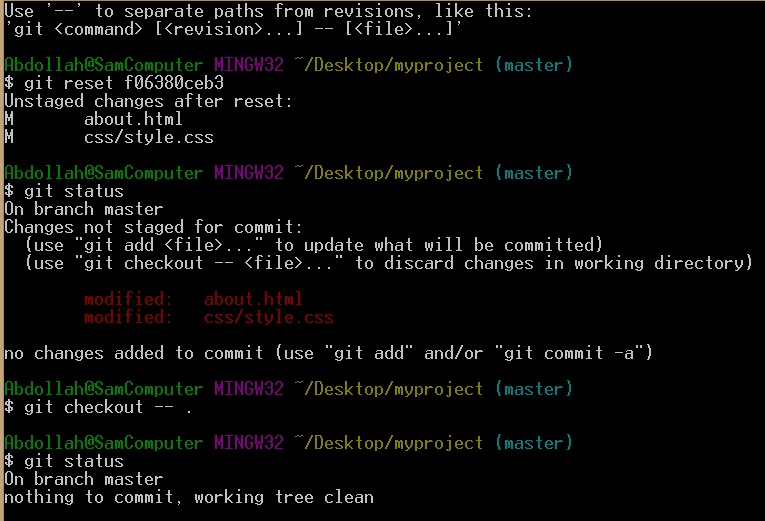 Use '--' to separate paths from revisions, like this:
'git <command> [<revision>...] -- [<file>...]'
Abdollah@SamComputer MINGW32 ~/Desktop/myproject (master)
$ git reset f06380ceb3
Unstaged changes after reset:
M       about.html
M       css/style.css
Abdollah@SamComputer MINGW32 ~/Desktop/myproject (master)
$ git status
On branch master
Changes not staged for commit:
  (use "git add <file>..." to update what will be committed)
  (use "git checkout -- <file>..." to discard changes in working directory)
        modified:   about.html
        modified:   css/style.css
no changes added to commit (use "git add" and/or "git commit -a")
Abdollah@SamComputer MINGW32 ~/Desktop/myproject (master)
$ git checkout -- .
Abdollah@SamComputer MINGW32 ~/Desktop/myproject (master)
$ git status
On branch master
nothing to commit, working tree clean